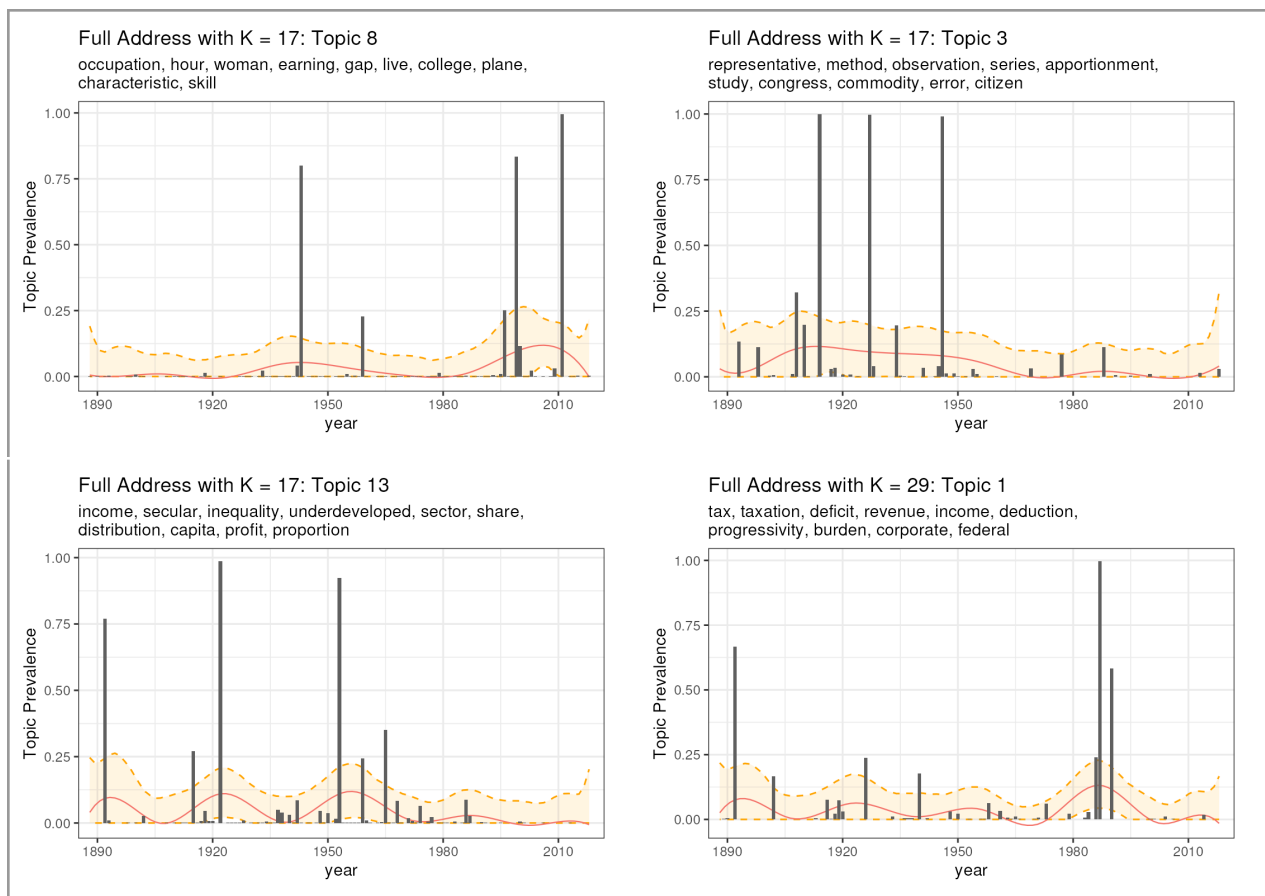 Full Address with K = 17: Topic 8
occupation, hour, woman, earning, gap, live, college, plane,
characteristic, skill
1.00
0.75
0.50
0.25
0.00
Topic Prevalence
1890
1920
1950
1980
2010
year
Full Address with K = 17: Topic 3
representative, method, observation, series, apportionment,
study, congress, commodity, error, citizen
1.00
0.75
0.50
0.25
0.00
Topic Prevalence
1890
1920
1950
1980
2010
year
Full Address with K = 17: Topic 13
income, secular, inequality, underdeveloped, sector, share,
distribution, capita, profit, proportion
1.00
0.75
0.50
0.25
0.00
Topic Prevalence
1890
1920
1950
1980
2010
year
Full Address with K = 29: Topic 1
tax, taxation, deficit, revenue, income, deduction,
progressivity, burden, corporate, federal
1.00
0.75
0.50
0.25
0.00
Topic Prevalence
1890
1920
1950
1980
2010
year